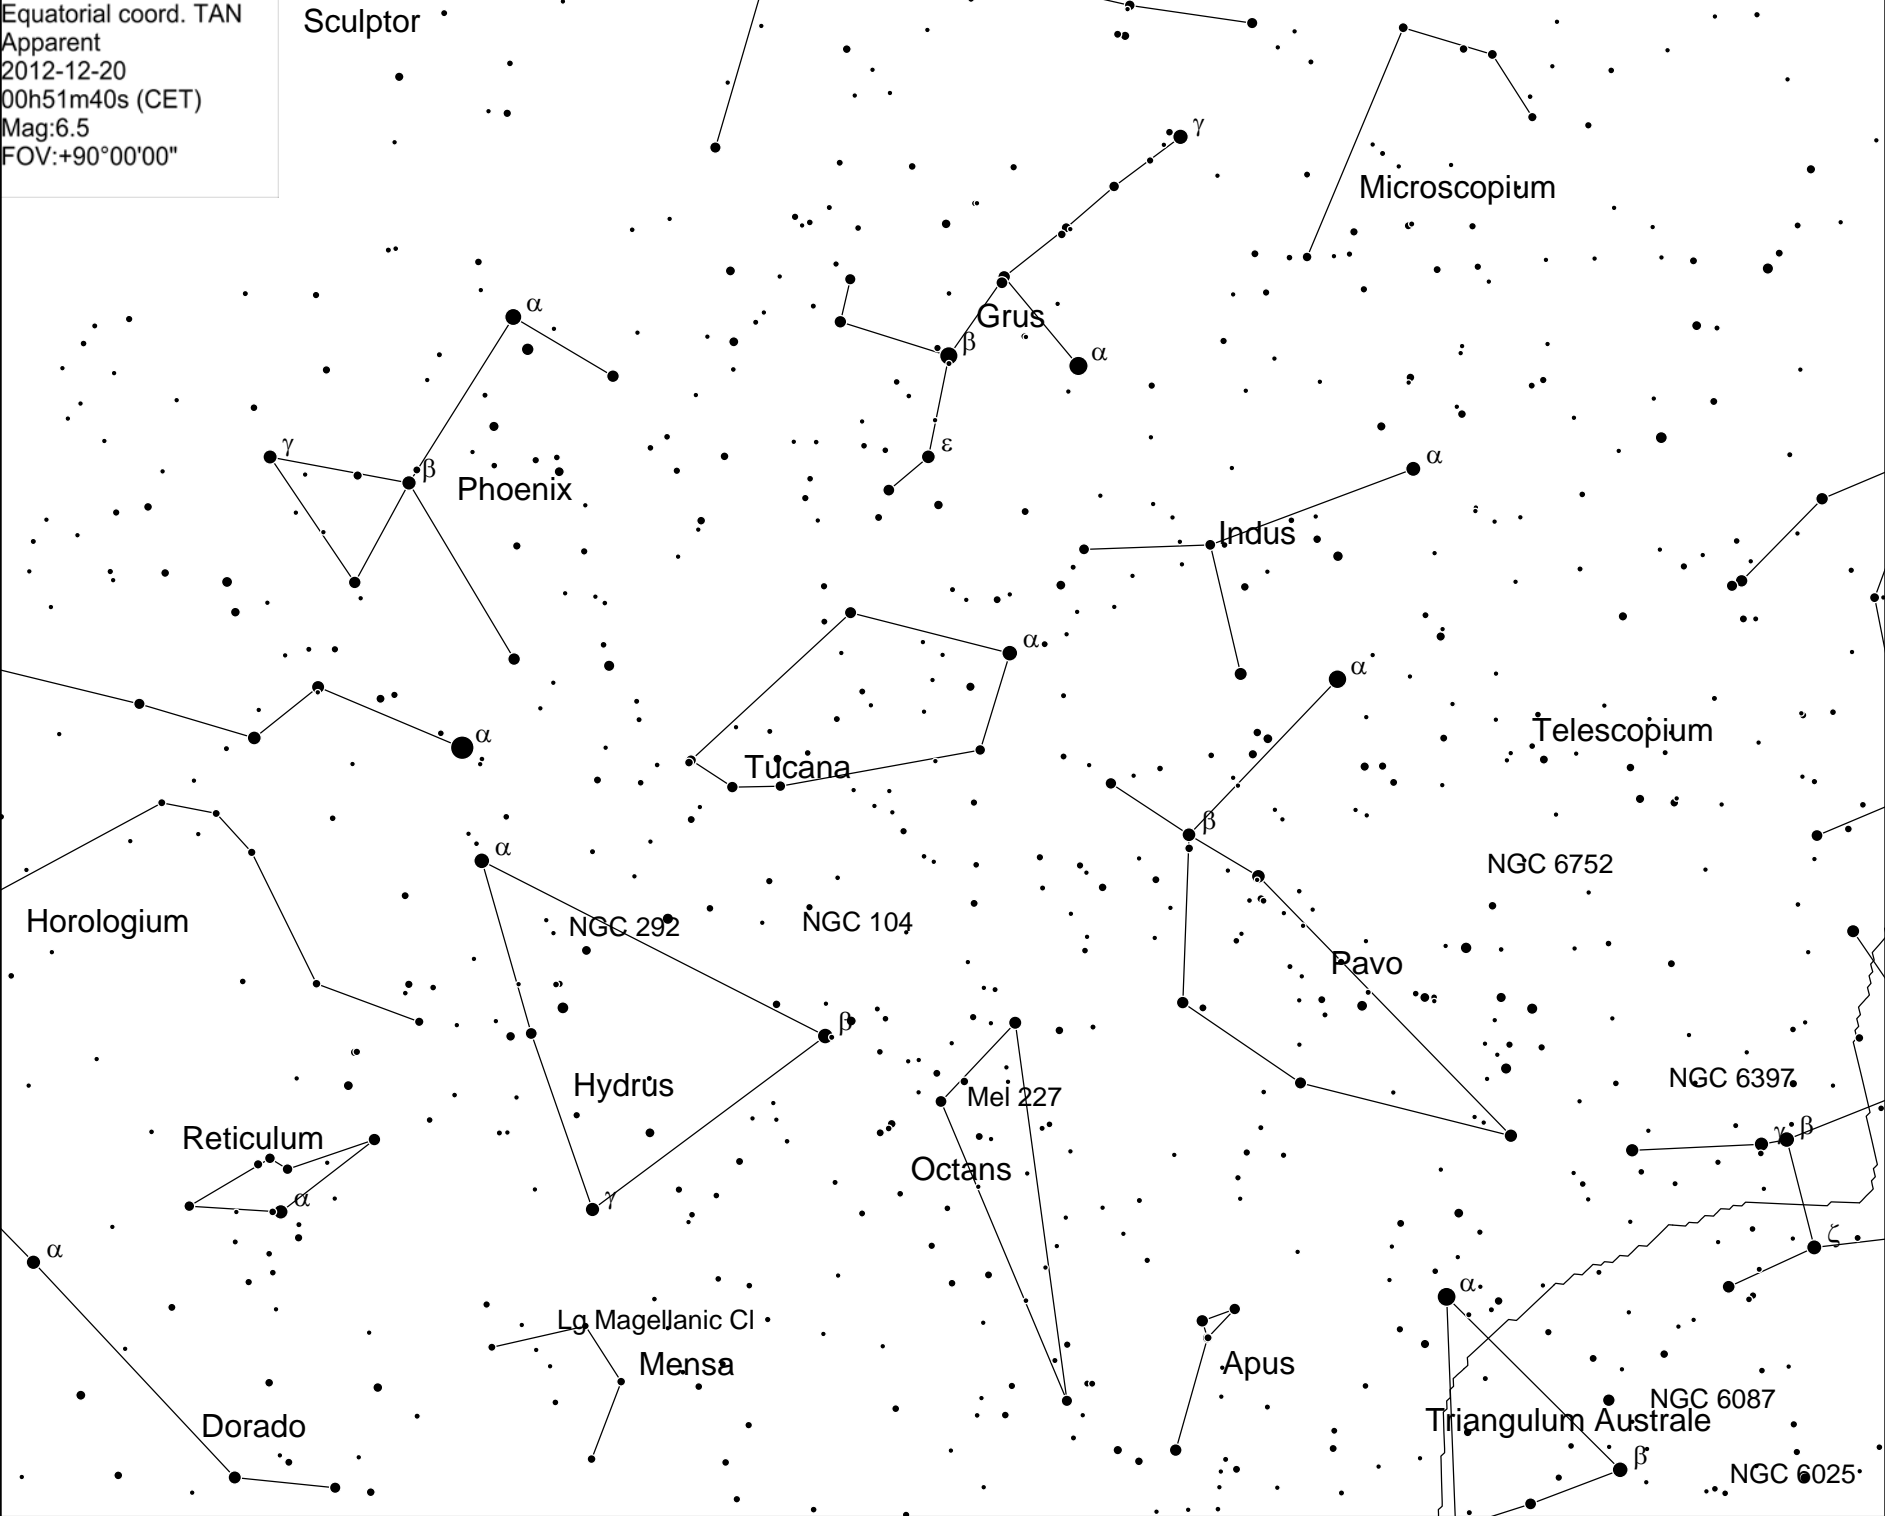 Equatorial coord. TAN
Apparent
2012-12-20
00h51m40s (CET)
Mag:6.5
FOV:+90°00'00"
Sculptor
γ
Microscopium
α
Grus
β
α
γ
β
Phoenix
ε
α
Indus
α
α
α
Tucana
Telescopium
β
α
NGC 6752
Horologium
NGC 292
NGC 104
Pavo
β
Hydrus
Mel 227
NGC 6397
Reticulum
γ β
Octans
α
γ
α
ζ
α
Lg Magellanic Cl
Mensa
Apus
NGC 6087
Dorado
Triangulum Australe
β
NGC 6025